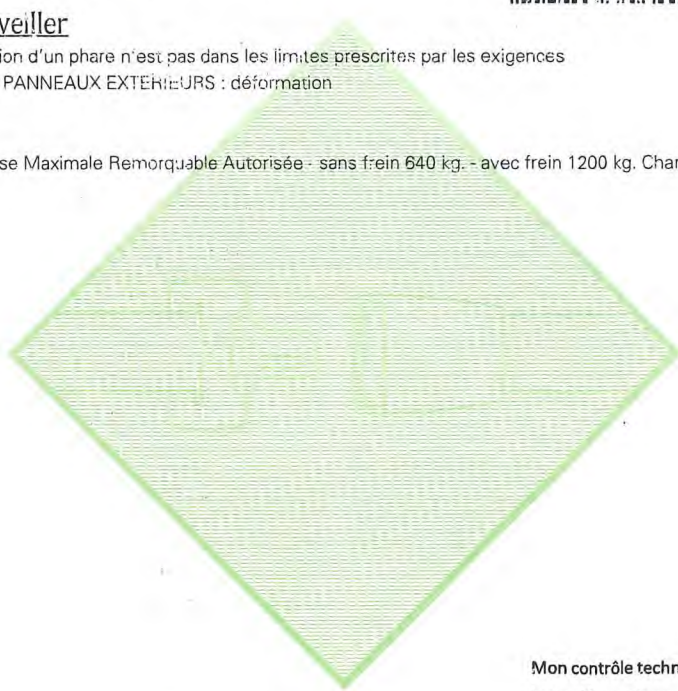 veiller
ion d'un phare n'est pas dans les limites prescrites par les exigences
PANNEAUX EXTERIEURS : déformation
se Maximale Remorquable Autorisée - sans frein 640 kg. - avec frein 1200 kg. Char
Mon contrôle techn